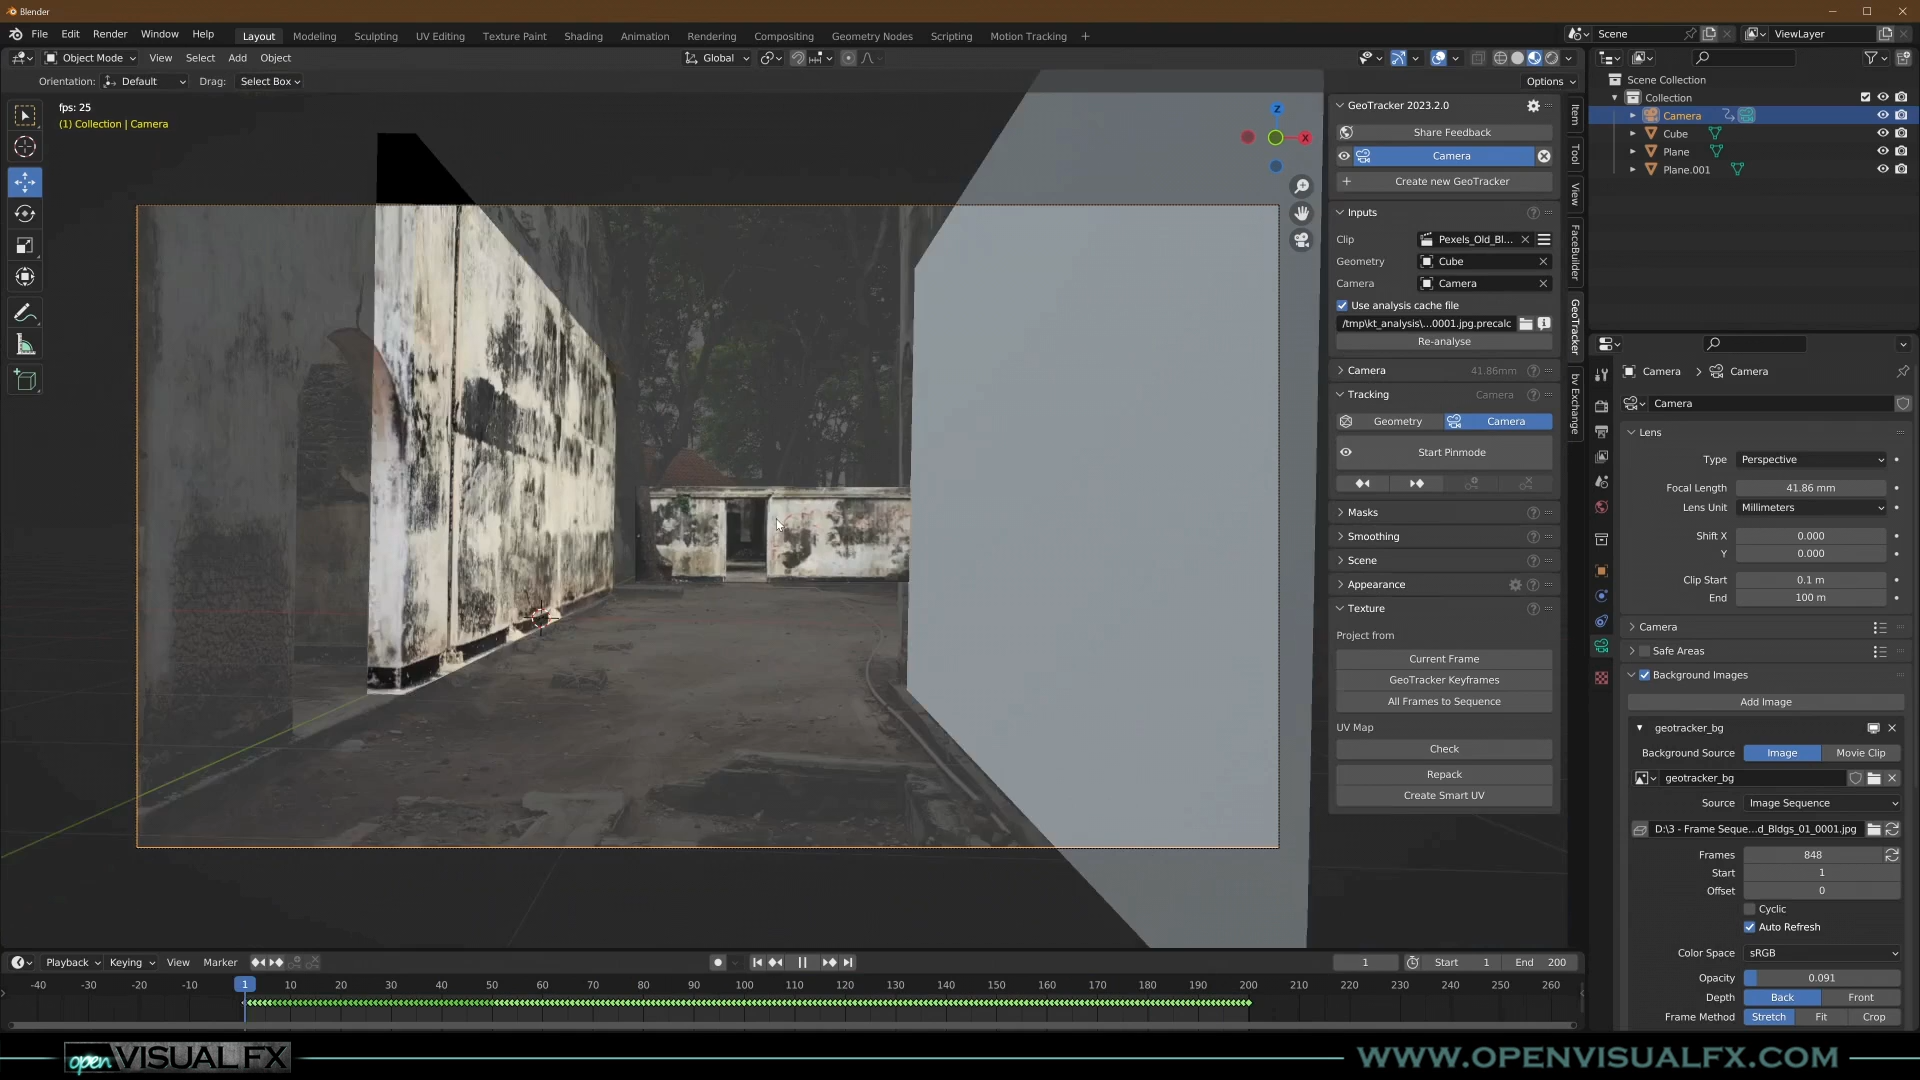 Blender
File Edit Render Window Help Layout Modeling Sculpting UV Editing Texture Paint Shading Animation Rendering Compositing Geometry Nodes Scripting Motion Tracking + Scene ViewLayer
Object Mode View Select Add Object Global
Orientation: Default Drag: Select Box Options
fps: 25
(1) Collection | Camera
Z
X
GeoTracker 2023.2.0
Share Feedback
Camera
Create new GeoTracker
Inputs
Clip Pexels_Old_Bl...
Geometry Cube
Camera Camera
Use analysis cache file
/tmp\kt_analysis\...0001.jpg.precalc
Re-analyse
Camera 41.86mm
Tracking Camera
Geometry Camera
Start Pinmode
Masks
Smoothing
Scene
Appearance
Texture
Project from
Current Frame
GeoTracker Keyframes
All Frames to Sequence
UV Map
Check
Repack
Create Smart UV
Item
Tool
View
FaceBuilder
GeoTracker
bv Exchange
Scene Collection
Collection
Camera
Cube
Plane
Plane.001
Camera > Camera
Camera
Lens
Type Perspective
Focal Length 41.86 mm
Lens Unit Millimeters
Shift X 0.000
Y 0.000
Clip Start 0.1 m
End 100 m
Camera
Safe Areas
Background Images
Add Image
geotracker_bg
Background Source Image Movie Clip
geotracker_bg
Source Image Sequence
D:\3 - Frame Seque...d_Bldgs_01_0001.jpg
Frames 848
Start 1
Offset 0
Cyclic
Auto Refresh
Color Space sRGB
Opacity 0.091
Depth Back Front
Frame Method Stretch Fit Crop
Playback Keying View Marker 1 Start 1 End 200
-40 -30 -20 -10 1 10 20 30 40 50 60 70 80 90 100 110 120 130 140 150 160 170 180 190 200 210 220 230 240 250 260
open VISUALFX
WWW.OPENVISUALFX.COM